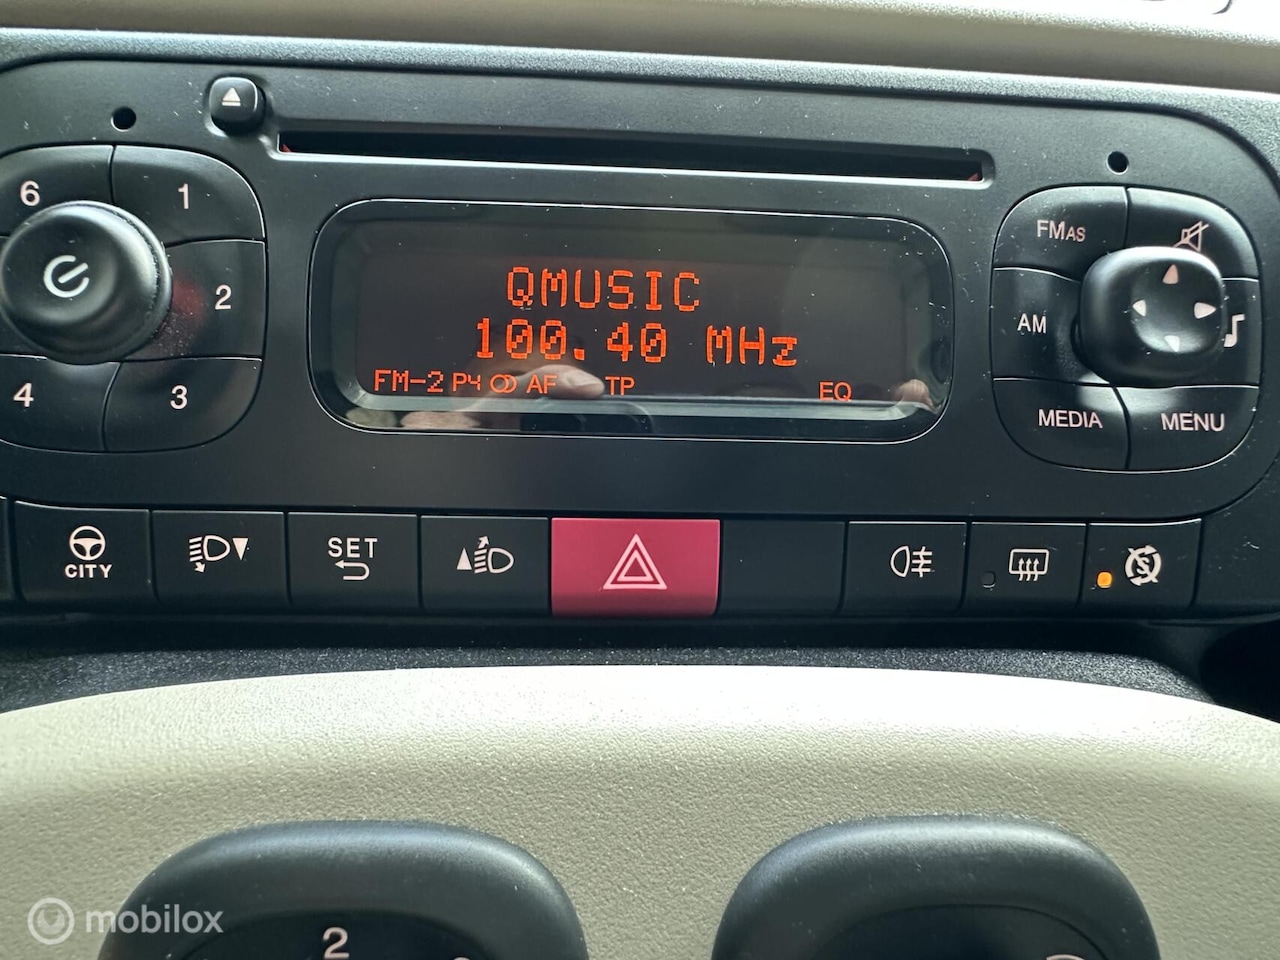 6
1
2
4
3
QMUSIC
100.40 MHz
FM-2 P4 AF TP EQ
FMAS
AM
MEDIA
MENU
CITY
SET
S
2
mobilox